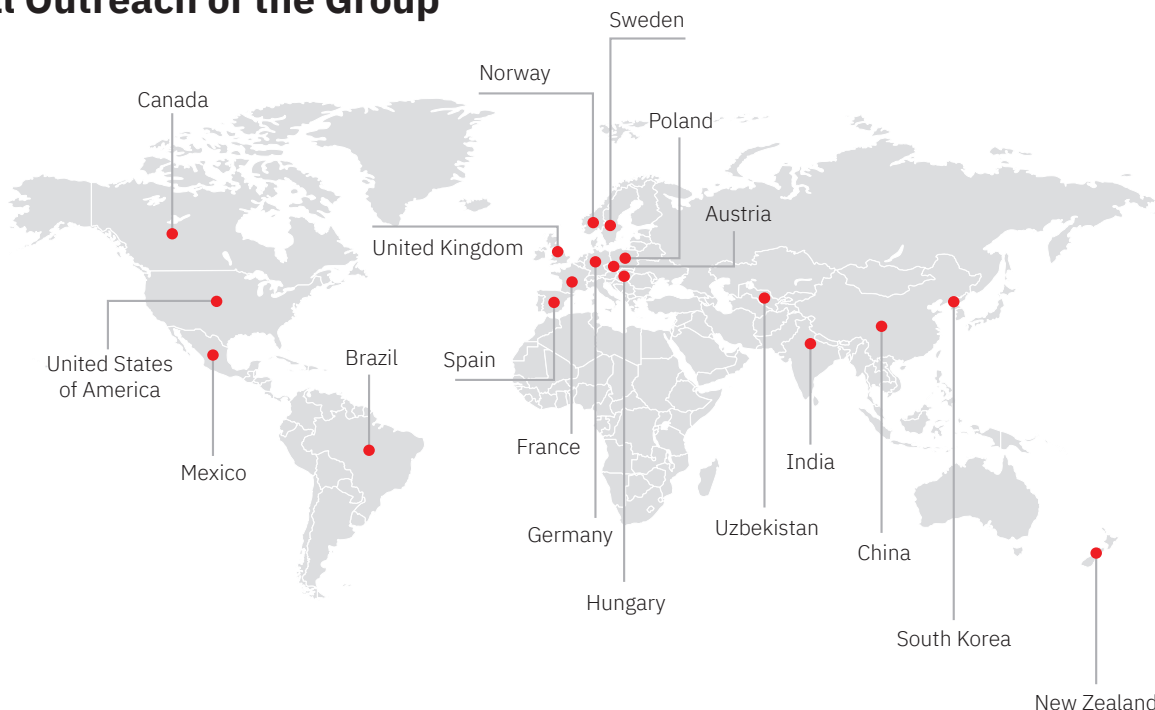 l Outreach of the Group
Sweden
Norway
Canada
Poland
Austria
United Kingdom
United States
of America
Brazil
Spain
France
India
Mexico
Germany
Uzbekistan
China
Hungary
South Korea
New Zealand